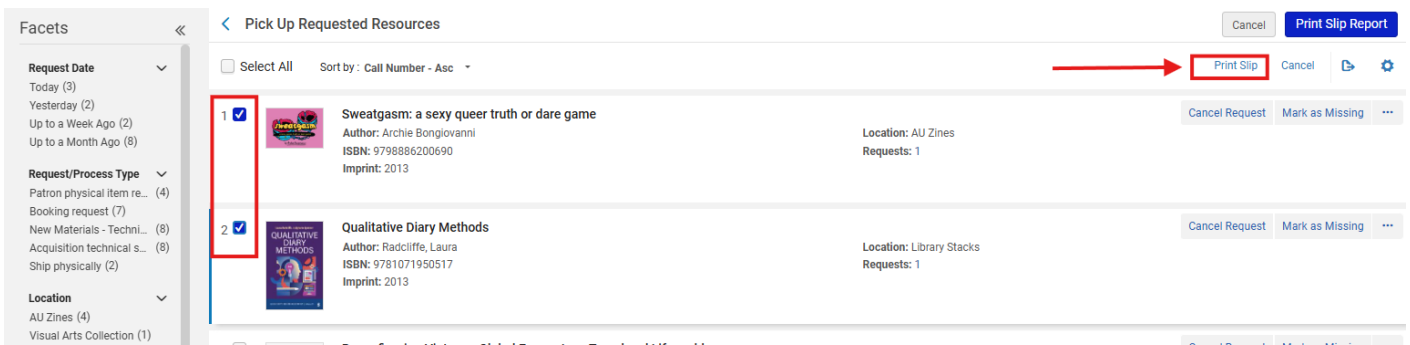 Facets
Request Date
Today (3)
Yesterday (2)
Up to a Week Ago (2)
Up to a Month Ago (8)
Request/Process Type
Patron physical item re... (4)
Booking request (7)
New Materials - Techni... (8)
Acquisition technical s... (8)
Ship physically (2)
Location
AU Zines (4)
Visual Arts Collection (1)
Pick Up Requested Resources
Cancel
Print Slip Report
Select All
Sort by : Call Number - Asc
Print Slip
Cancel
1
Sweatgasm: a sexy queer truth or dare game
Author: Archie Bongiovanni
ISBN: 9798886200690
Imprint: 2013
Location: AU Zines
Requests: 1
Cancel Request
Mark as Missing
2
QUALITATIVE
DIARY
METHODS
Qualitative Diary Methods
Author: Radcliffe, Laura
ISBN: 9781071950517
Imprint: 2013
Location: Library Stacks
Requests: 1
Cancel Request
Mark as Missing